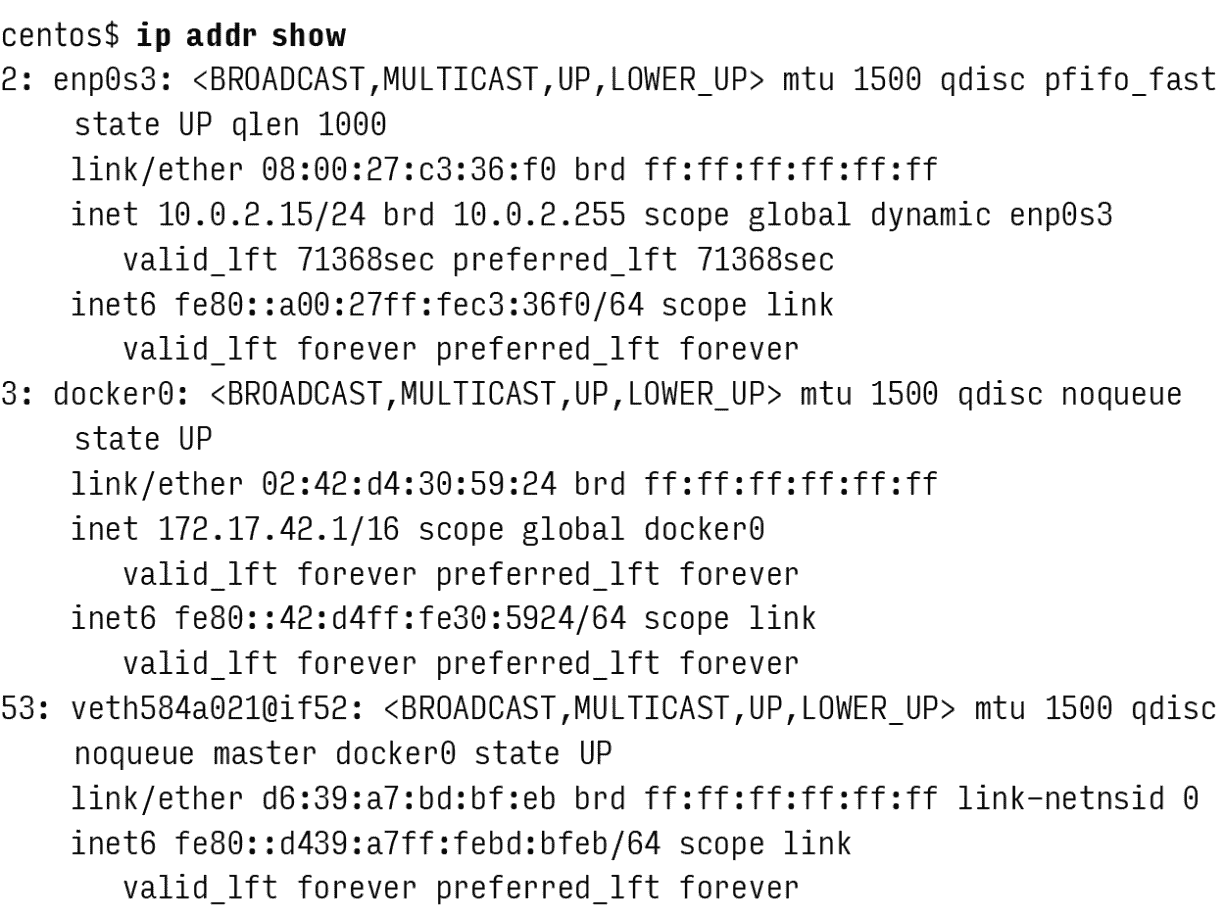 centos$ ip addr show
2: enp0s3: <BROADCAST,MULTICAST,UP,LOWER_UP> mtu 1500 qdisc pfifo_fast
state UP qlen 1000
link/ether 08:00:27:c3:36:f0 brd ff:ff:ff:ff:ff:ff
inet 10.0.2.15/24 brd 10.0.2.255 scope global dynamic enp0s3
valid_lft 71368sec preferred_lft 71368sec
inet6 fe80::a00:27ff:fec3:36f0/64 scope link
valid_lft forever preferred_lft forever
3: docker0: <BROADCAST,MULTICAST,UP,LOWER_UP> mtu 1500 qdisc noqueue
state UP
link/ether 02:42:d4:30:59:24 brd ff:ff:ff:ff:ff:ff
inet 172.17.42.1/16 scope global docker0
valid_lft forever preferred_lft forever
inet6 fe80::42:d4ff:fe30:5924/64 scope link
valid_lft forever preferred_lft forever
53: veth584a021@if52: <BROADCAST,MULTICAST,UP,LOWER_UP> mtu 1500 qdisc
noqueue master docker0 state UP
link/ether d6:39:a7:bd:bf:eb brd ff:ff:ff:ff:ff:ff link-netnsid 0
inet6 fe80::d439:a7ff:febd:bfeb/64 scope link
valid_lft forever preferred_lft forever